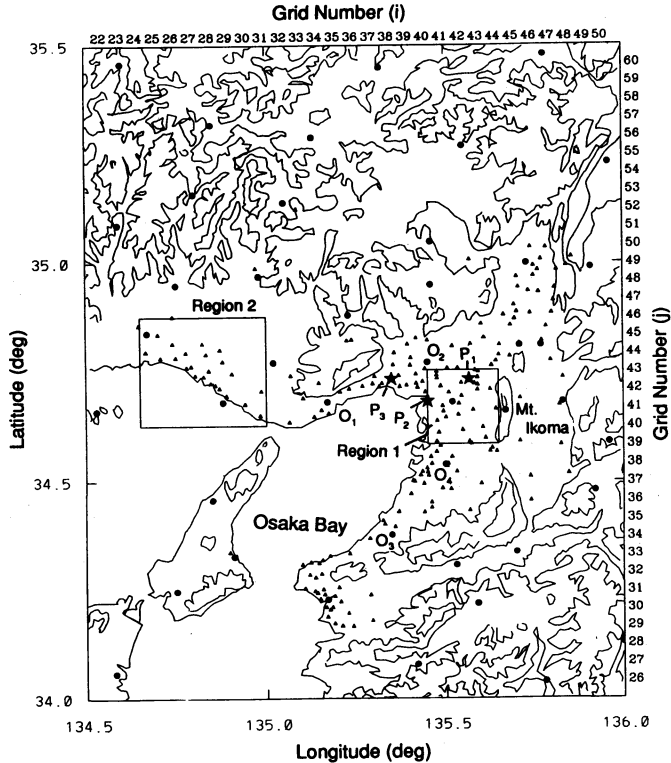 Grid Number (i)
22 23 24 25 26 27 28 29 30 31 32 33 34 35 36 37 38 39 40 41 42 43 44 45 46 47 48 49 50
35.5
60
59
58
57
56
55
54
53
52
51
50
35.0
49
48
47
46
Region 2
45
44
O2 P1
43
42
P3 P2 O1
41
Mt.
Ikoma
40
Region 1
39
38
37
34.5
O4
36
35
Osaka Bay
34
O3
33
32
31
30
29
28
27
26
34.0
134.5 135.0 135.5 136.0
Longitude (deg)
Latitude (deg)
Grid Number (j)